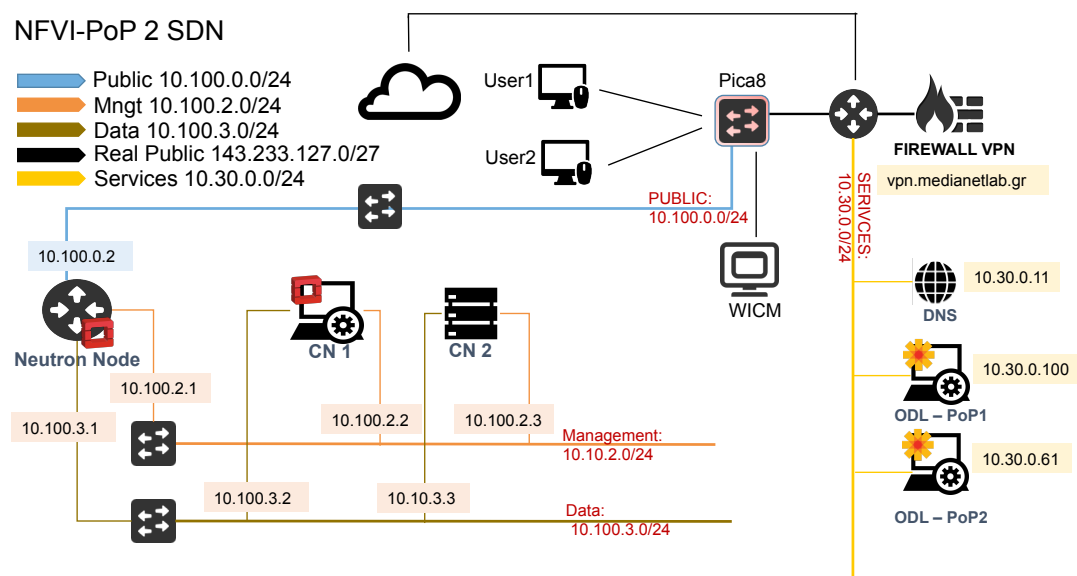 NFVI-PoP 2 SDN
Public 10.100.0.0/24
Mngt 10.100.2.0/24
Data 10.100.3.0/24
Real Public 143.233.127.0/27
Services 10.30.0.0/24
User1
User2
Pica8
FIREWALL VPN
vpn.medianetlab.gr
PUBLIC:
10.100.0.0/24
SERIVCES:
10.30.0.0/24
WICM
10.100.0.2
Neutron Node
CN 1
CN 2
10.30.0.11
DNS
10.30.0.100
ODL – PoP1
10.30.0.61
ODL – PoP2
10.100.2.1
10.100.3.1
10.100.2.2
10.100.2.3
Management:
10.10.2.0/24
10.100.3.2
10.10.3.3
Data:
10.100.3.0/24